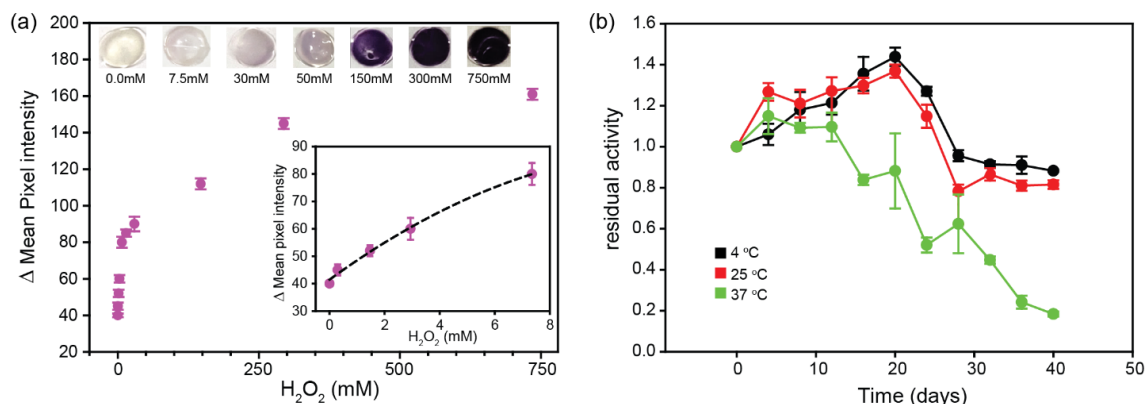 (a)
200
180
160
140
120
100
80
60
40
20
Δ Mean Pixel intensity
0.0mM 7.5mM 30mM 50mM 150mM 300mM 750mM
90
80
70
60
50
40
30
Δ Mean pixel intensity
0 2 4 6 8
H₂O₂ (mM)
0 250 500 750
H₂O₂ (mM)
(b)
1.6
1.4
1.2
1.0
0.8
0.6
0.4
0.2
0.0
residual activity
4 °C
25 °C
37 °C
0 10 20 30 40 50
Time (days)